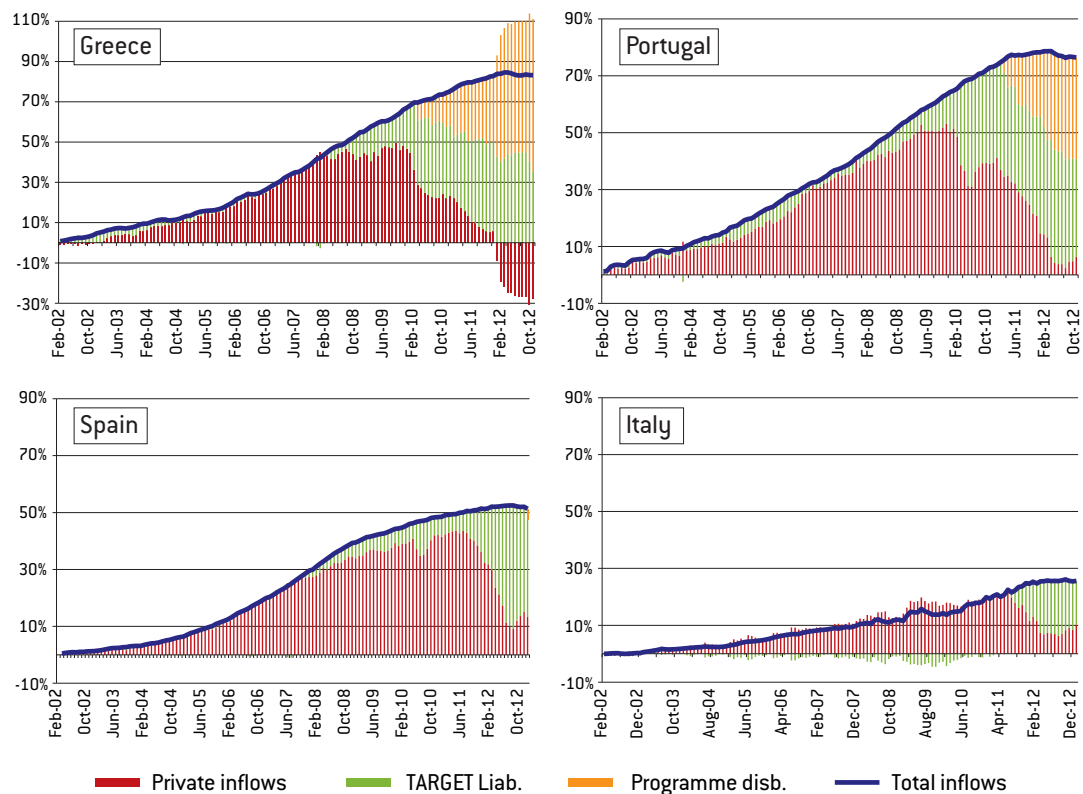 Greece
110%
90%
70%
50%
30%
10%
-10%
-30%
Feb-02
Oct-02
Jun-03
Feb-04
Oct-04
Jun-05
Feb-06
Oct-06
Jun-07
Feb-08
Oct-08
Jun-09
Feb-10
Oct-10
Jun-11
Feb-12
Oct-12
Portugal
90%
70%
50%
30%
10%
-10%
Feb-02
Oct-02
Jun-03
Feb-04
Oct-04
Jun-05
Feb-06
Oct-06
Jun-07
Feb-08
Oct-08
Jun-09
Feb-10
Oct-10
Jun-11
Feb-12
Oct-12
Spain
90%
70%
50%
30%
10%
-10%
Feb-02
Oct-02
Jun-03
Feb-04
Oct-04
Jun-05
Feb-06
Oct-06
Jun-07
Feb-08
Oct-08
Jun-09
Feb-10
Oct-10
Jun-11
Feb-12
Oct-12
Italy
90%
70%
50%
30%
10%
-10%
Feb-02
Dec-02
Oct-03
Aug-04
Jun-05
Apr-06
Feb-07
Dec-07
Oct-08
Aug-09
Jun-10
Apr-11
Feb-12
Dec-12
Private inflows
TARGET Liab.
Programme disb.
Total inflows